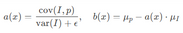 a(x) = cov(I, p) / (var(I) + ϵ), b(x) = μ_p − a(x) · μ_I